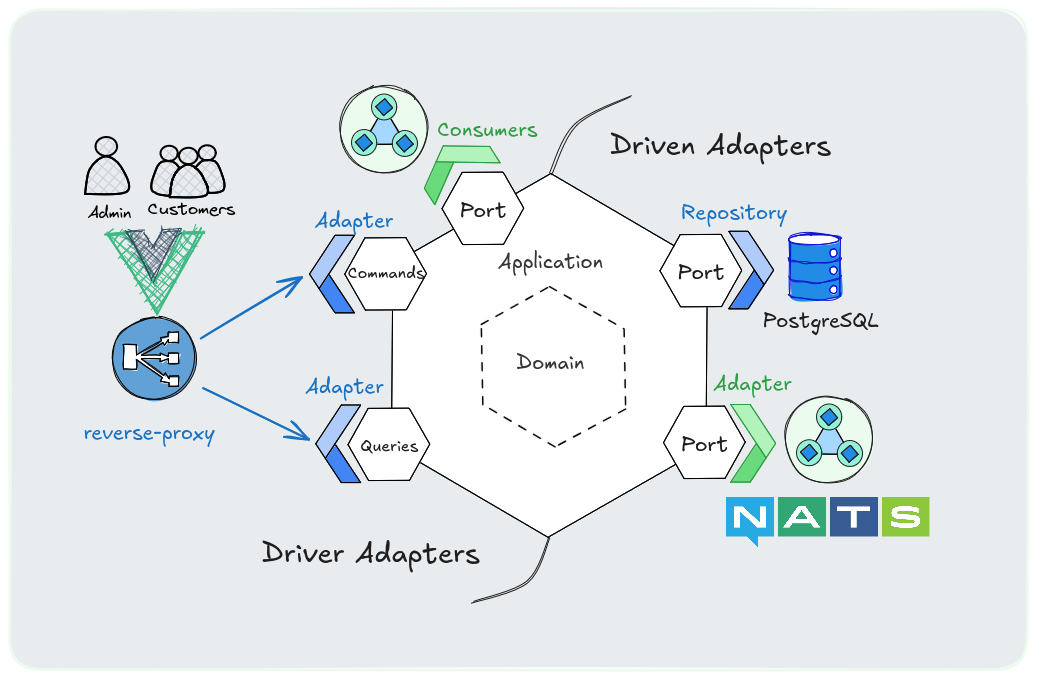 Consumers
Driven Adapters
Admin
Customers
Port
Adapter
Repository
Commands
Application
Port
PostgreSQL
Domain
Adapter
Adapter
reverse-proxy
Queries
Port
NATS
Driver Adapters